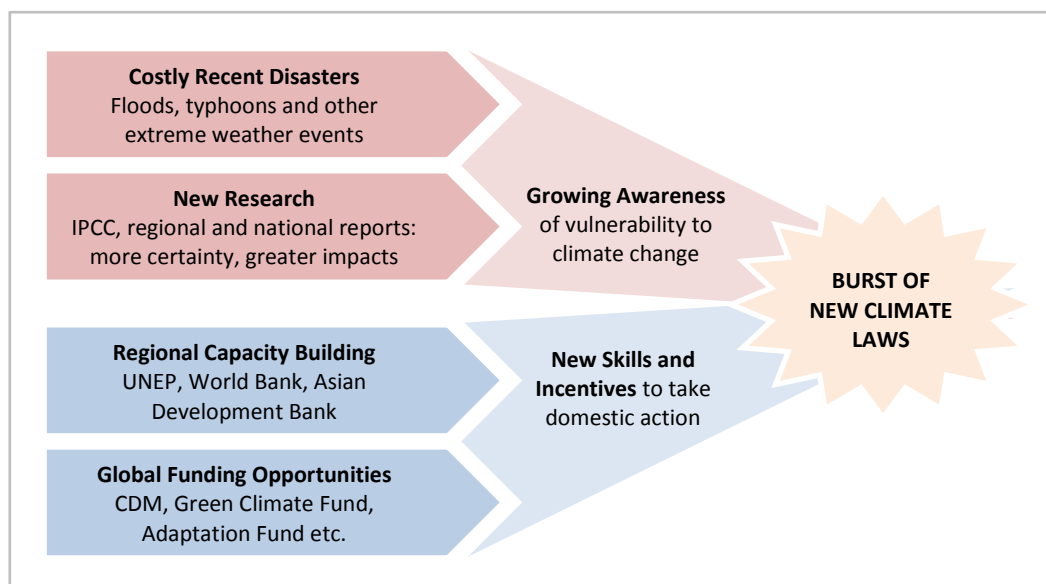 Costly Recent Disasters
Floods, typhoons and other
extreme weather events
New Research
IPCC, regional and national reports:
more certainty, greater impacts
Growing Awareness
of vulnerability to
climate change
Regional Capacity Building
UNEP, World Bank, Asian
Development Bank
Global Funding Opportunities
CDM, Green Climate Fund,
Adaptation Fund etc.
New Skills and
Incentives to take
domestic action
BURST OF
NEW CLIMATE
LAWS